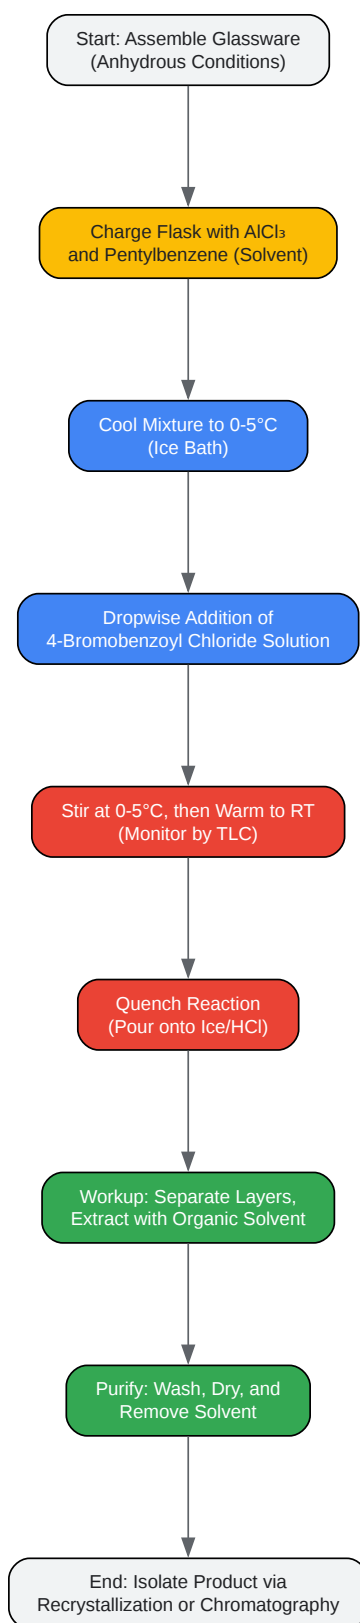 Start: Assemble Glassware
(Anhydrous Conditions)
Charge Flask with AlCl₃
and Pentylbenzene (Solvent)
Cool Mixture to 0-5°C
(Ice Bath)
Dropwise Addition of
4-Bromobenzoyl Chloride Solution
Stir at 0-5°C, then Warm to RT
(Monitor by TLC)
Quench Reaction
(Pour onto Ice/HCl)
Workup: Separate Layers,
Extract with Organic Solvent
Purify: Wash, Dry, and
Remove Solvent
End: Isolate Product via
Recrystallization or Chromatography